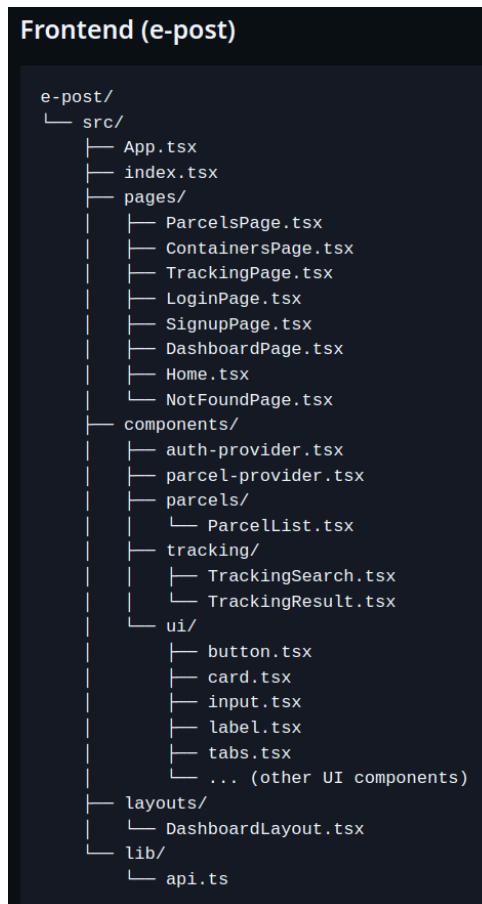 Frontend (e-post)
e-post/
└── src/
    ├── App.tsx
    ├── index.tsx
    ├── pages/
    │   ├── ParcelsPage.tsx
    │   ├── ContainersPage.tsx
    │   ├── TrackingPage.tsx
    │   ├── LoginPage.tsx
    │   ├── SignupPage.tsx
    │   ├── DashboardPage.tsx
    │   ├── Home.tsx
    │   └── NotFoundPage.tsx
    ├── components/
    │   ├── auth-provider.tsx
    │   ├── parcel-provider.tsx
    │   ├── parcels/
    │   │   └── ParcelList.tsx
    │   ├── tracking/
    │   │   ├── TrackingSearch.tsx
    │   │   └── TrackingResult.tsx
    │   └── ui/
    │       ├── button.tsx
    │       ├── card.tsx
    │       ├── input.tsx
    │       ├── label.tsx
    │       ├── tabs.tsx
    │       └── ... (other UI components)
    ├── layouts/
    │   └── DashboardLayout.tsx
    └── lib/
        └── api.ts